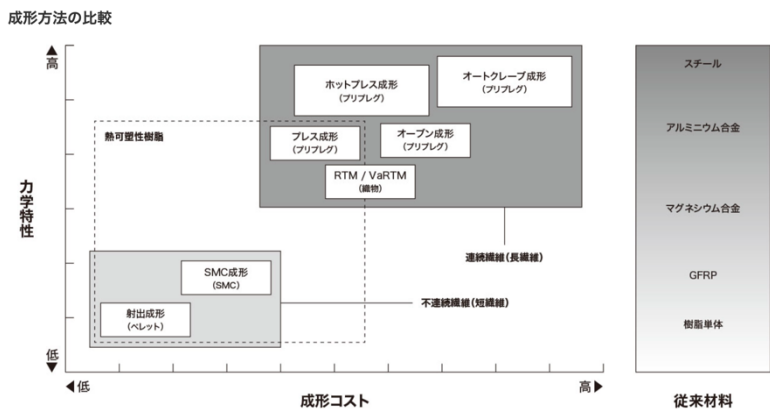 成形方法の比較
高
力学特性
低
熱可塑性樹脂
ホットプレス成形
(プリプレグ)
オートクレーブ成形
(プリプレグ)
プレス成形
(プリプレグ)
オーブン成形
(プリプレグ)
RTM / VaRTM
(織物)
連続繊維(長繊維)
SMC成形
(SMC)
射出成形
(ペレット)
不連続繊維(短繊維)
低
成形コスト
高
スチール
アルミニウム合金
マグネシウム合金
GFRP
樹脂単体
従来材料